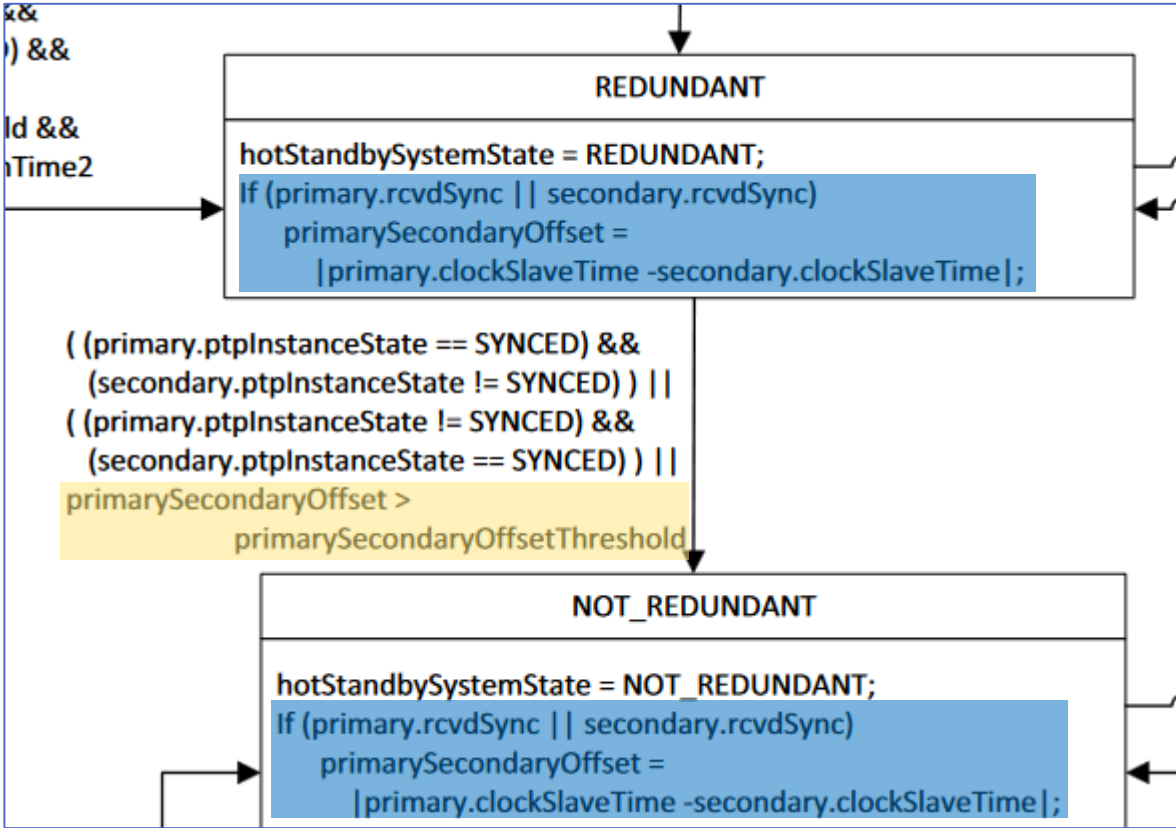 &&
) &&
ld &&
Time2
REDUNDANT
hotStandbySystemState = REDUNDANT;
If (primary.rcvdSync || secondary.rcvdSync)
primarySecondaryOffset =
|primary.clockSlaveTime -secondary.clockSlaveTime|;
( (primary.ptpInstanceState == SYNCED) &&
(secondary.ptpInstanceState != SYNCED) ) ||
( (primary.ptpInstanceState != SYNCED) &&
(secondary.ptpInstanceState == SYNCED) ) ||
primarySecondaryOffset >
primarySecondaryOffsetThreshold
NOT_REDUNDANT
hotStandbySystemState = NOT_REDUNDANT;
If (primary.rcvdSync || secondary.rcvdSync)
primarySecondaryOffset =
|primary.clockSlaveTime -secondary.clockSlaveTime|;